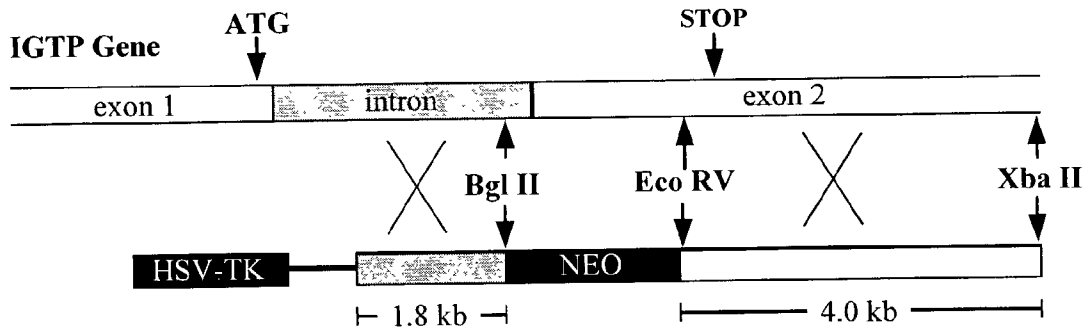 IGTP Gene
ATG
STOP
exon 1
intron
exon 2
Bgl II
Eco RV
Xba II
HSV-TK
NEO
1.8 kb
4.0 kb